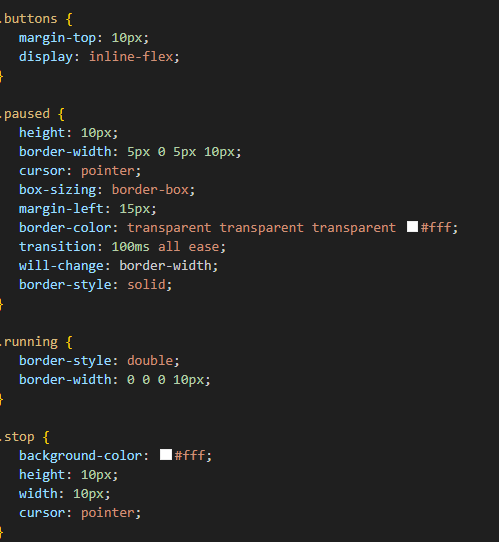 .buttons {
margin-top: 10px;
display: inline-flex;
}
.paused {
height: 10px;
border-width: 5px 0 5px 10px;
cursor: pointer;
box-sizing: border-box;
margin-left: 15px;
border-color: transparent transparent transparent #fff;
transition: 100ms all ease;
will-change: border-width;
border-style: solid;
}
.running {
border-style: double;
border-width: 0 0 0 10px;
}
.stop {
background-color: #fff;
height: 10px;
width: 10px;
cursor: pointer;
}